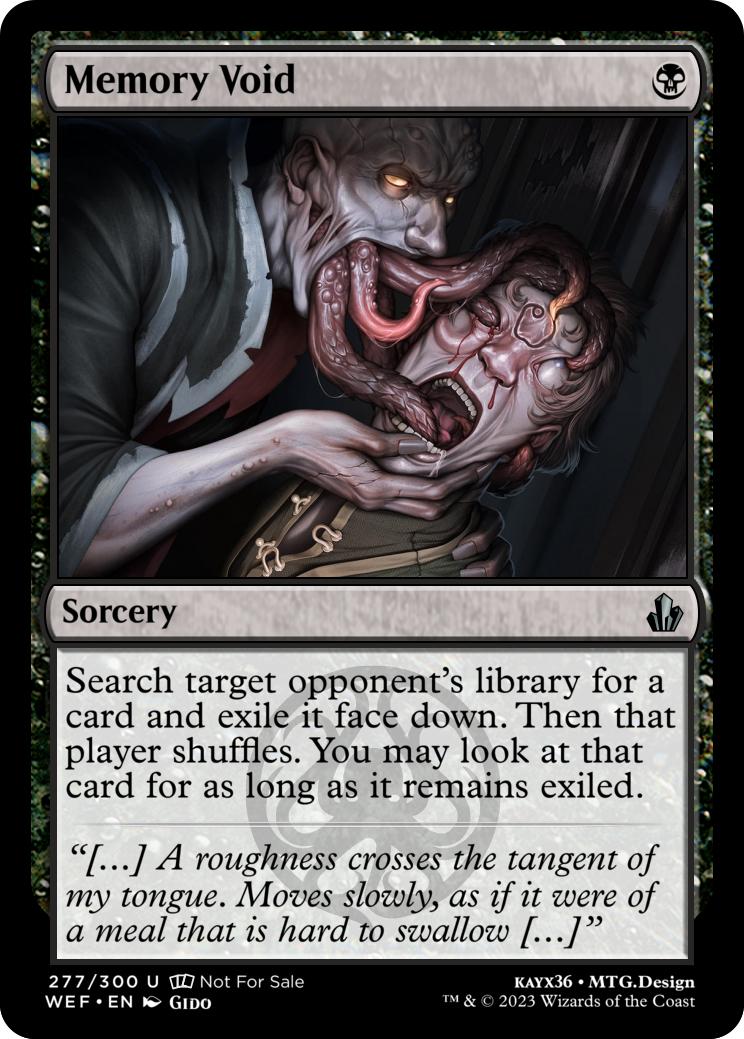 Memory Void
Sorcery
Search target opponent's library for a
card and exile it face down. Then that
player shuffles. You may look at that
card for as long as it remains exiled.
"[...] A roughness crosses the tangent of
my tongue. Moves slowly, as if it were of
a meal that is hard to swallow [...]"
277/300 U Not For Sale
KAYX36 • MTG.Design
WEF • EN GIDO
™ & © 2023 Wizards of the Coast